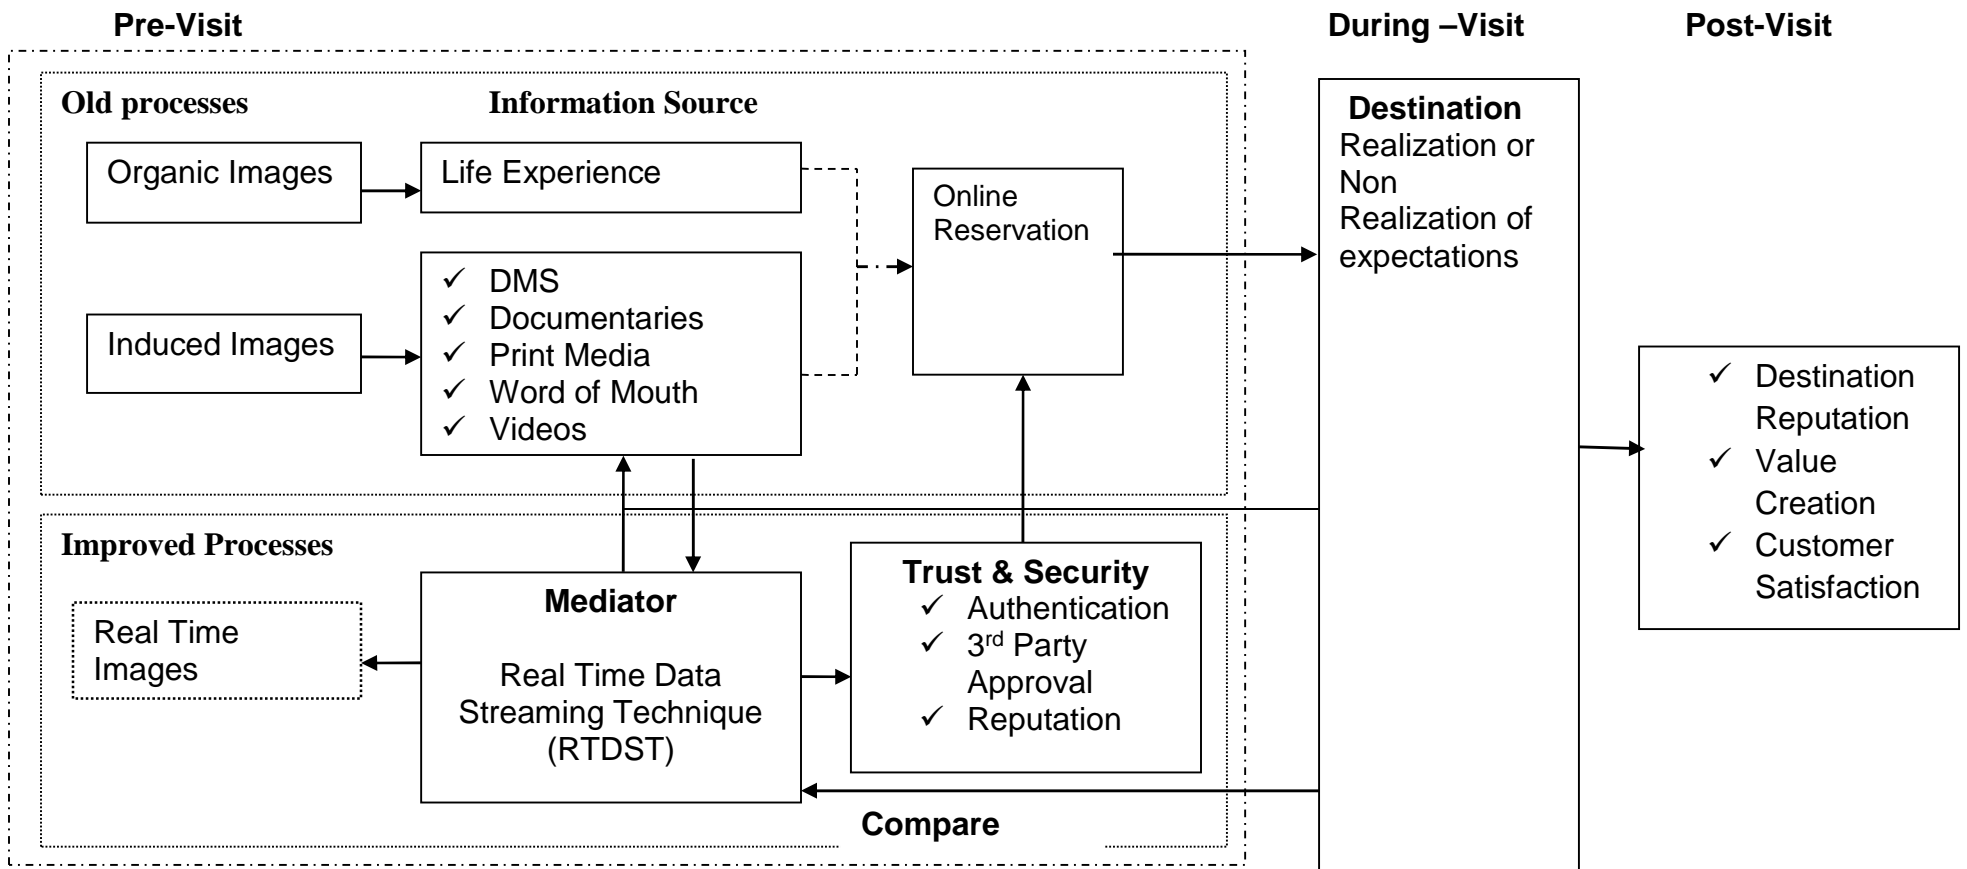 Pre-Visit
During –Visit
Post-Visit
Old processes
Information Source
Organic Images
Life Experience
Induced Images
✓ DMS
✓ Documentaries
✓ Print Media
✓ Word of Mouth
✓ Videos
Online
Reservation
Destination
Realization or
Non
Realization of
expectations
✓ Destination
Reputation
✓ Value
Creation
✓ Customer
Satisfaction
Improved Processes
Real Time
Images
Mediator
Real Time Data
Streaming Technique
(RTDST)
Trust & Security
✓ Authentication
✓ 3rd Party
Approval
✓ Reputation
Compare